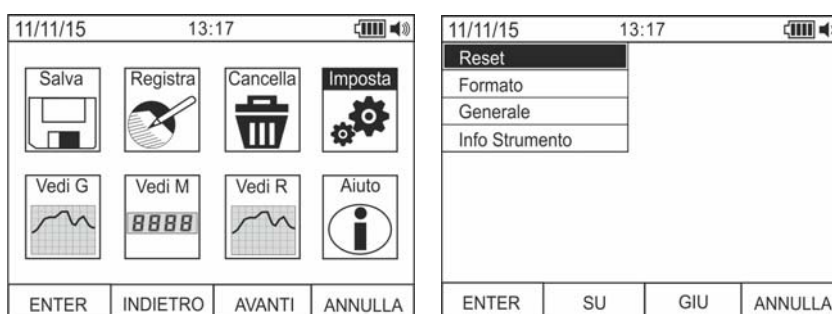 11/11/15 13:17
Salva Registra Cancella Imposta
Vedi G Vedi M Vedi R Aiuto
8888
ENTER INDIETRO AVANTI ANNULLA
11/11/15 13:17
Reset
Formato
Generale
Info Strumento
ENTER SU GIU ANNULLA